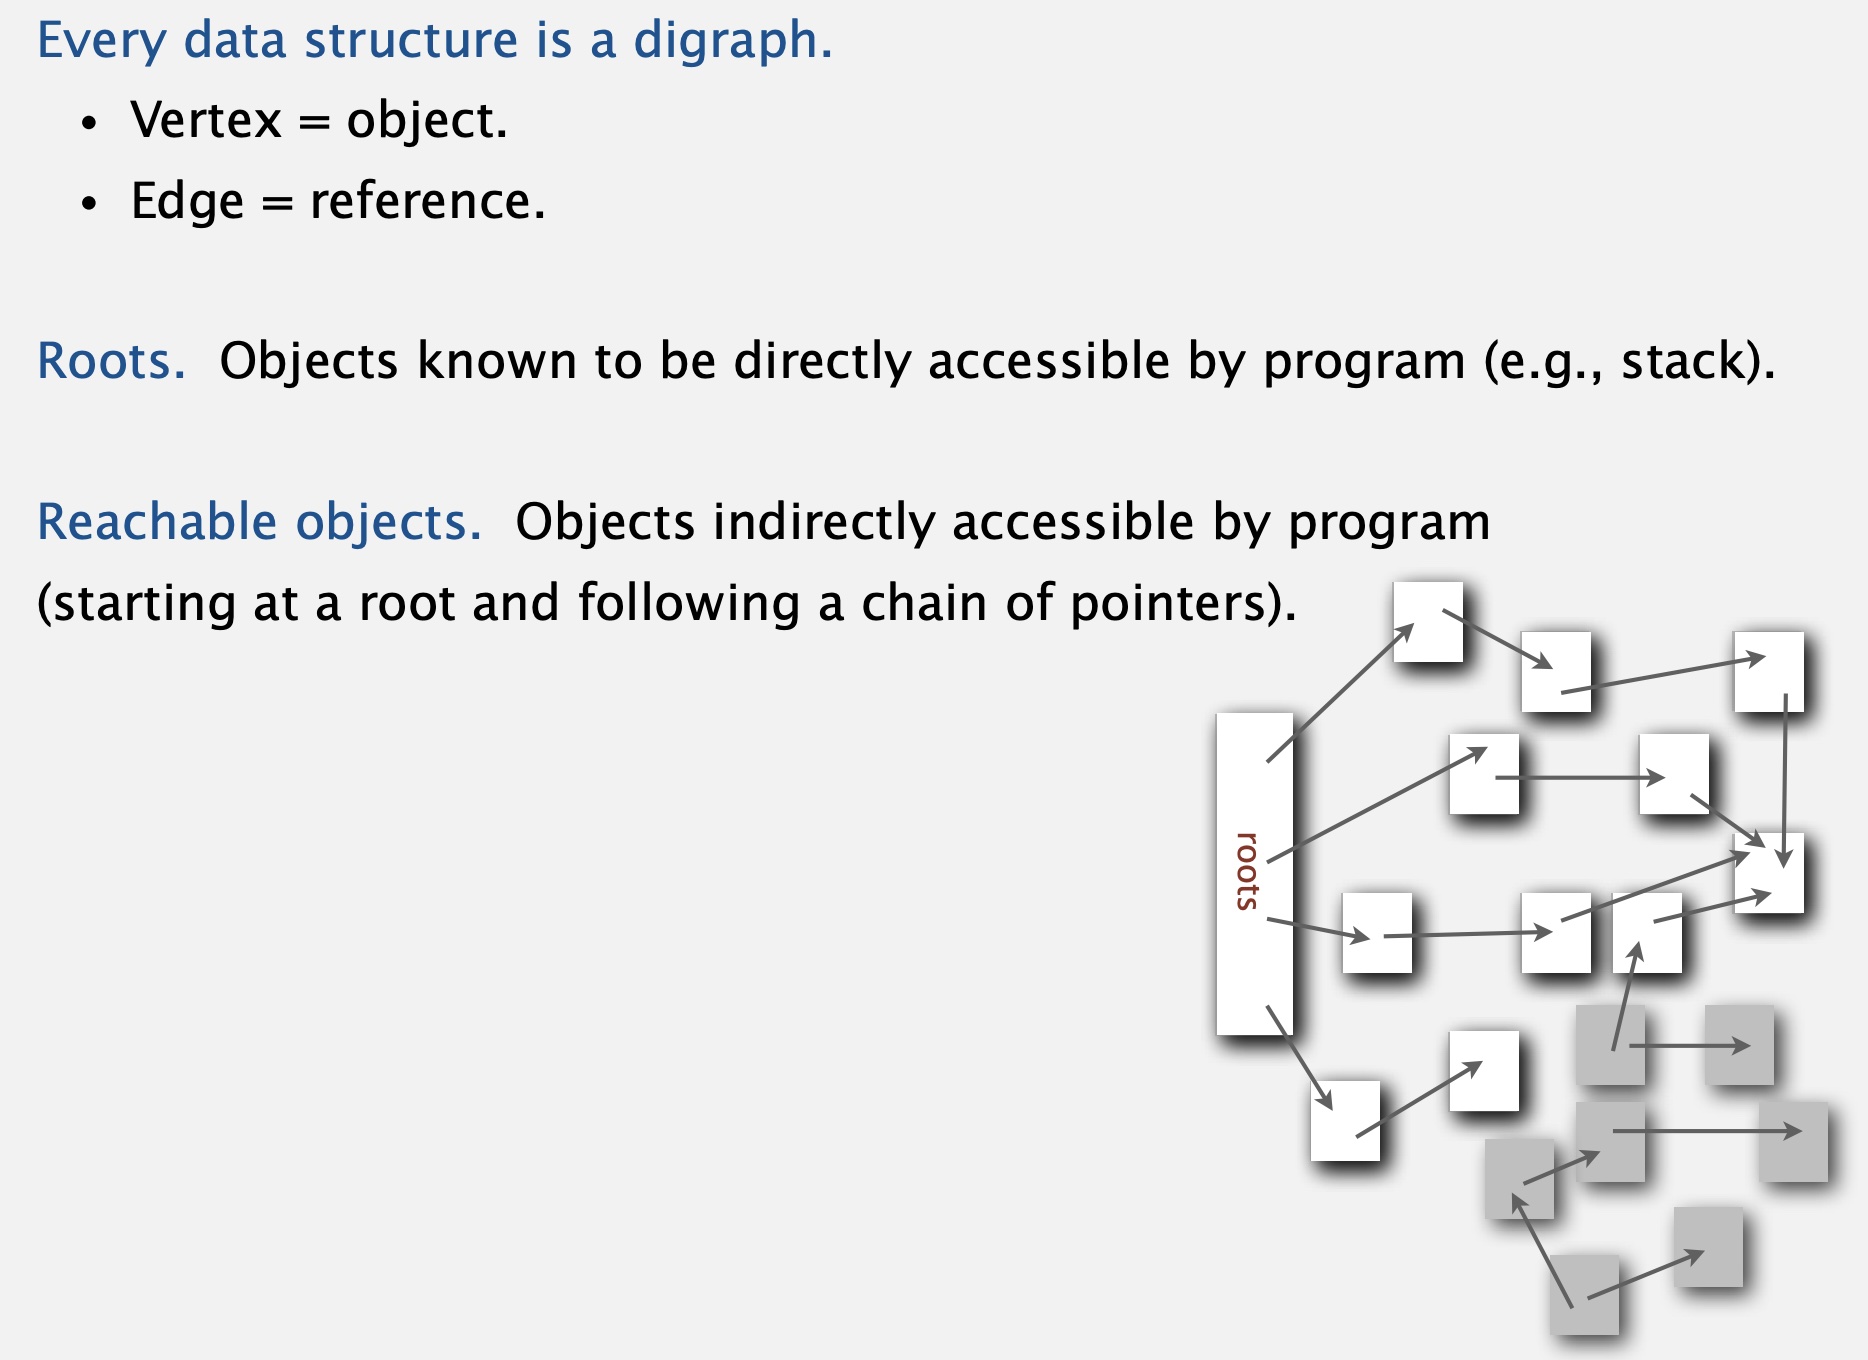 Every data structure is a digraph.
• Vertex = object.
• Edge = reference.
Roots. Objects known to be directly accessible by program (e.g., stack).
Reachable objects. Objects indirectly accessible by program
(starting at a root and following a chain of pointers).
roots